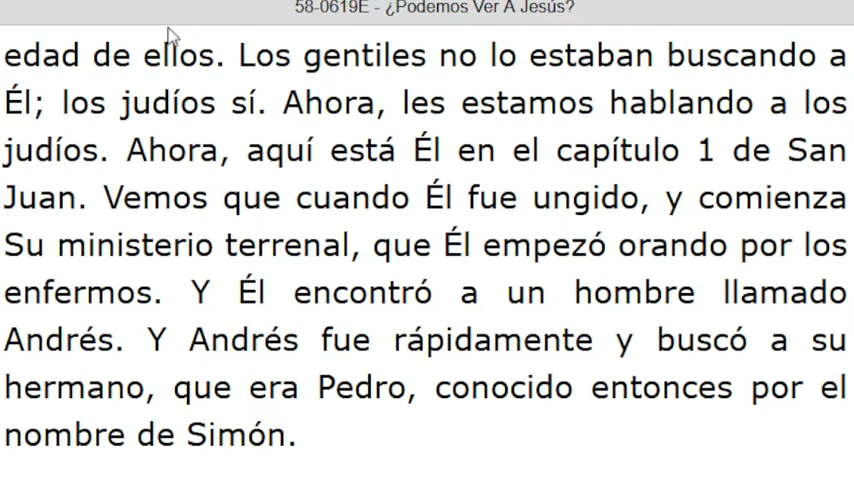 58-0619E - ¿Podemos Ver A Jesús?
edad de ellos. Los gentiles no lo estaban buscando a
Él; los judíos sí. Ahora, les estamos hablando a los
judíos. Ahora, aquí está Él en el capítulo 1 de San
Juan. Vemos que cuando Él fue ungido, y comienza
Su ministerio terrenal, que Él empezó orando por los
enfermos. Y Él encontró a un hombre llamado
Andrés. Y Andrés fue rápidamente y buscó a su
hermano, que era Pedro, conocido entonces por el
nombre de Simón.